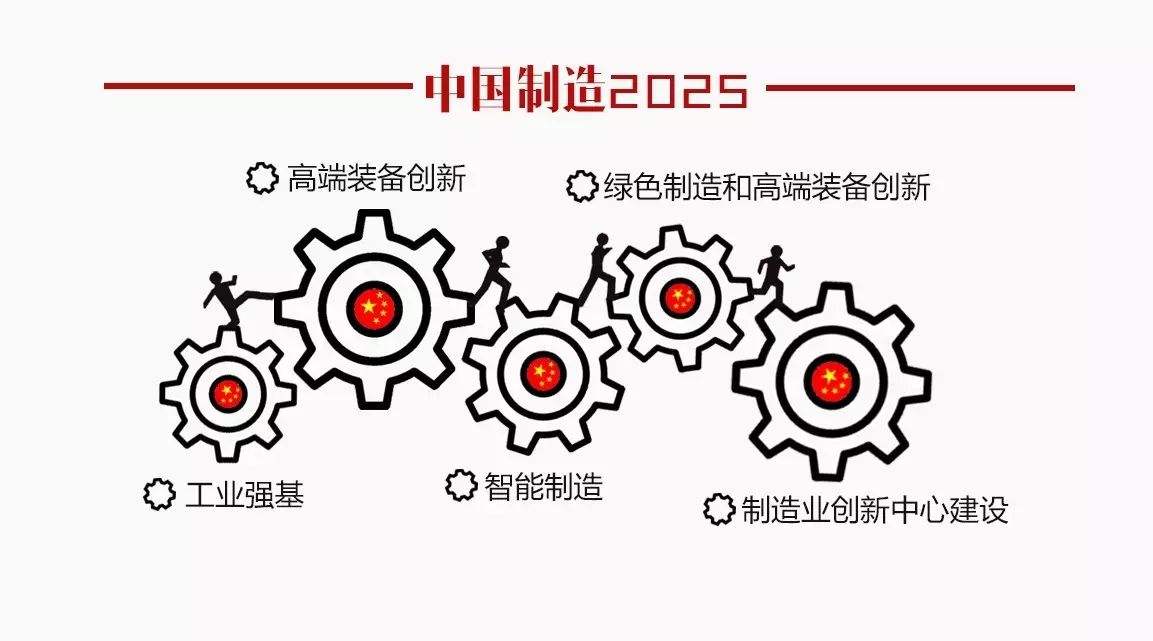 中国制造2025
高端装备创新
绿色制造和高端装备创新
工业强基
智能制造
制造业创新中心建设